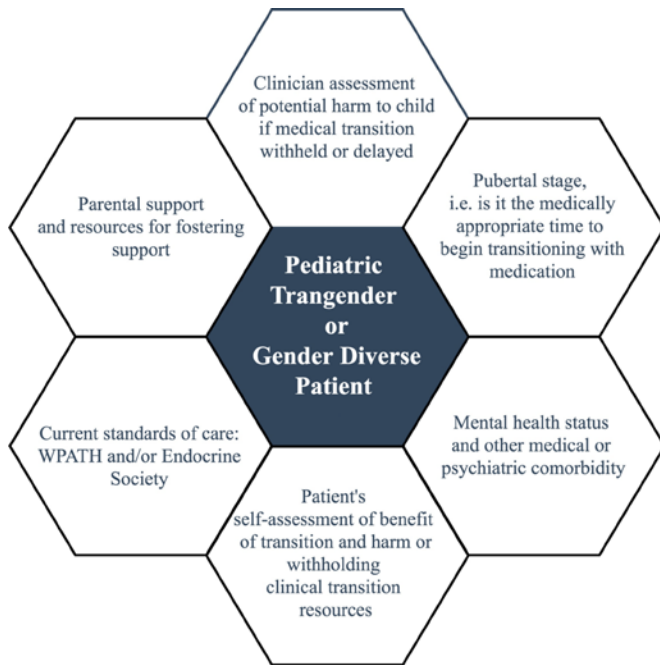 Clinician assessment
of potential harm to child
if medical transition
withheld or delayed
Parental support
and resources for fostering
support
Pubertal stage,
i.e. is it the medically
appropriate time to
begin transitioning with
medication
Pediatric
Trangender
or
Gender Diverse
Patient
Current standards of care:
WPATH and/or Endocrine
Society
Mental health status
and other medical or
psychiatric comorbidity
Patient's
self-assessment of benefit
of transition and harm or
withholding
clinical transition
resources